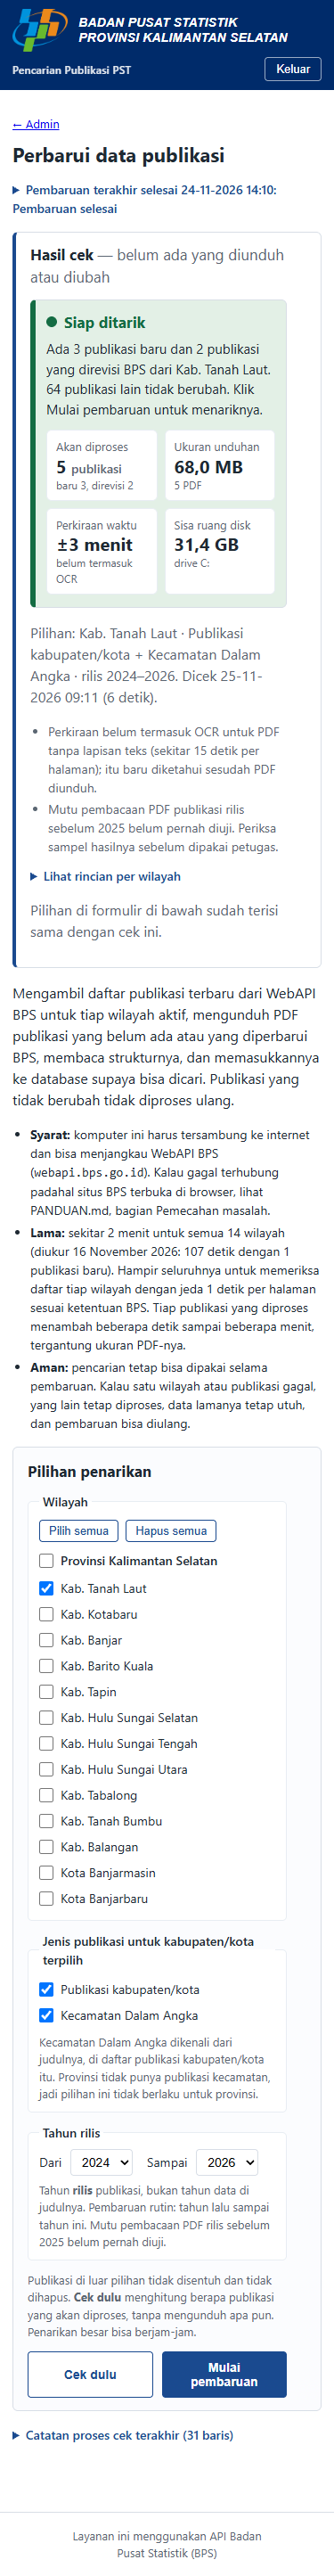 BADAN PUSAT STATISTIK
PROVINSI KALIMANTAN SELATAN
Pencarian Publikasi PST
Keluar
← Admin
Perbarui data publikasi
▶ Pembaruan terakhir selesai 24-11-2026 14:10:
Pembaruan selesai
Hasil cek — belum ada yang diunduh
atau diubah
Siap ditarik
Ada 3 publikasi baru dan 2 publikasi
yang direvisi BPS dari Kab. Tanah Laut.
64 publikasi lain tidak berubah. Klik
Mulai pembaruan untuk menariknya.
Akan diproses
5 publikasi
baru 3, direvisi 2
Ukuran unduhan
68,0 MB
5 PDF
Perkiraan waktu
±3 menit
belum termasuk
OCR
Sisa ruang disk
31,4 GB
drive C:
Pilihan: Kab. Tanah Laut · Publikasi
kabupaten/kota + Kecamatan Dalam
Angka · rilis 2024–2026. Dicek 25-11-
2026 09:11 (6 detik).
• Perkiraan belum termasuk OCR untuk PDF
tanpa lapisan teks (sekitar 15 detik per
halaman); itu baru diketahui sesudah PDF
diunduh.
• Mutu pembacaan PDF publikasi rilis
sebelum 2025 belum pernah diuji. Periksa
sampel hasilnya sebelum dipakai petugas.
▶ Lihat rincian per wilayah
Pilihan di formulir di bawah sudah terisi
sama dengan cek ini.
Mengambil daftar publikasi terbaru dari WebAPI
BPS untuk tiap wilayah aktif, mengunduh PDF
publikasi yang belum ada atau yang diperbarui
BPS, membaca strukturnya, dan memasukkannya
ke database supaya bisa dicari. Publikasi yang
tidak berubah tidak diproses ulang.
• Syarat: komputer ini harus tersambung ke internet
dan bisa menjangkau WebAPI BPS
(webapi.bps.go.id). Kalau gagal terhubung
padahal situs BPS terbuka di browser, lihat
PANDUAN.md, bagian Pemecahan masalah.
• Lama: sekitar 2 menit untuk semua 14 wilayah
(diukur 16 November 2026: 107 detik dengan 1
publikasi baru). Hampir seluruhnya untuk memeriksa
daftar tiap wilayah dengan jeda 1 detik per halaman
sesuai ketentuan BPS. Tiap publikasi yang diproses
menambah beberapa detik sampai beberapa menit,
tergantung ukuran PDF-nya.
• Aman: pencarian tetap bisa dipakai selama
pembaruan. Kalau satu wilayah atau publikasi gagal,
yang lain tetap diproses, data lamanya tetap utuh,
dan pembaruan bisa diulang.
Pilihan penarikan
Wilayah
Pilih semua
Hapus semua
Provinsi Kalimantan Selatan
Kab. Tanah Laut
Kab. Kotabaru
Kab. Banjar
Kab. Barito Kuala
Kab. Tapin
Kab. Hulu Sungai Selatan
Kab. Hulu Sungai Tengah
Kab. Hulu Sungai Utara
Kab. Tabalong
Kab. Tanah Bumbu
Kab. Balangan
Kota Banjarmasin
Kota Banjarbaru
Jenis publikasi untuk kabupaten/kota
terpilih
Publikasi kabupaten/kota
Kecamatan Dalam Angka
Kecamatan Dalam Angka dikenali dari
judulnya, di daftar publikasi kabupaten/kota
itu. Provinsi tidak punya publikasi kecamatan,
jadi pilihan ini tidak berlaku untuk provinsi.
Tahun rilis
Dari 2024 Sampai 2026
Tahun rilis publikasi, bukan tahun data di
judulnya. Pembaruan rutin: tahun lalu sampai
tahun ini. Mutu pembacaan PDF rilis sebelum
2025 belum pernah diuji.
Publikasi di luar pilihan tidak disentuh dan tidak
dihapus. Cek dulu menghitung berapa publikasi
yang akan diproses, tanpa mengunduh apa pun.
Penarikan besar bisa berjam-jam.
Cek dulu
Mulai
pembaruan
▶ Catatan proses cek terakhir (31 baris)
Layanan ini menggunakan API Badan
Pusat Statistik (BPS)